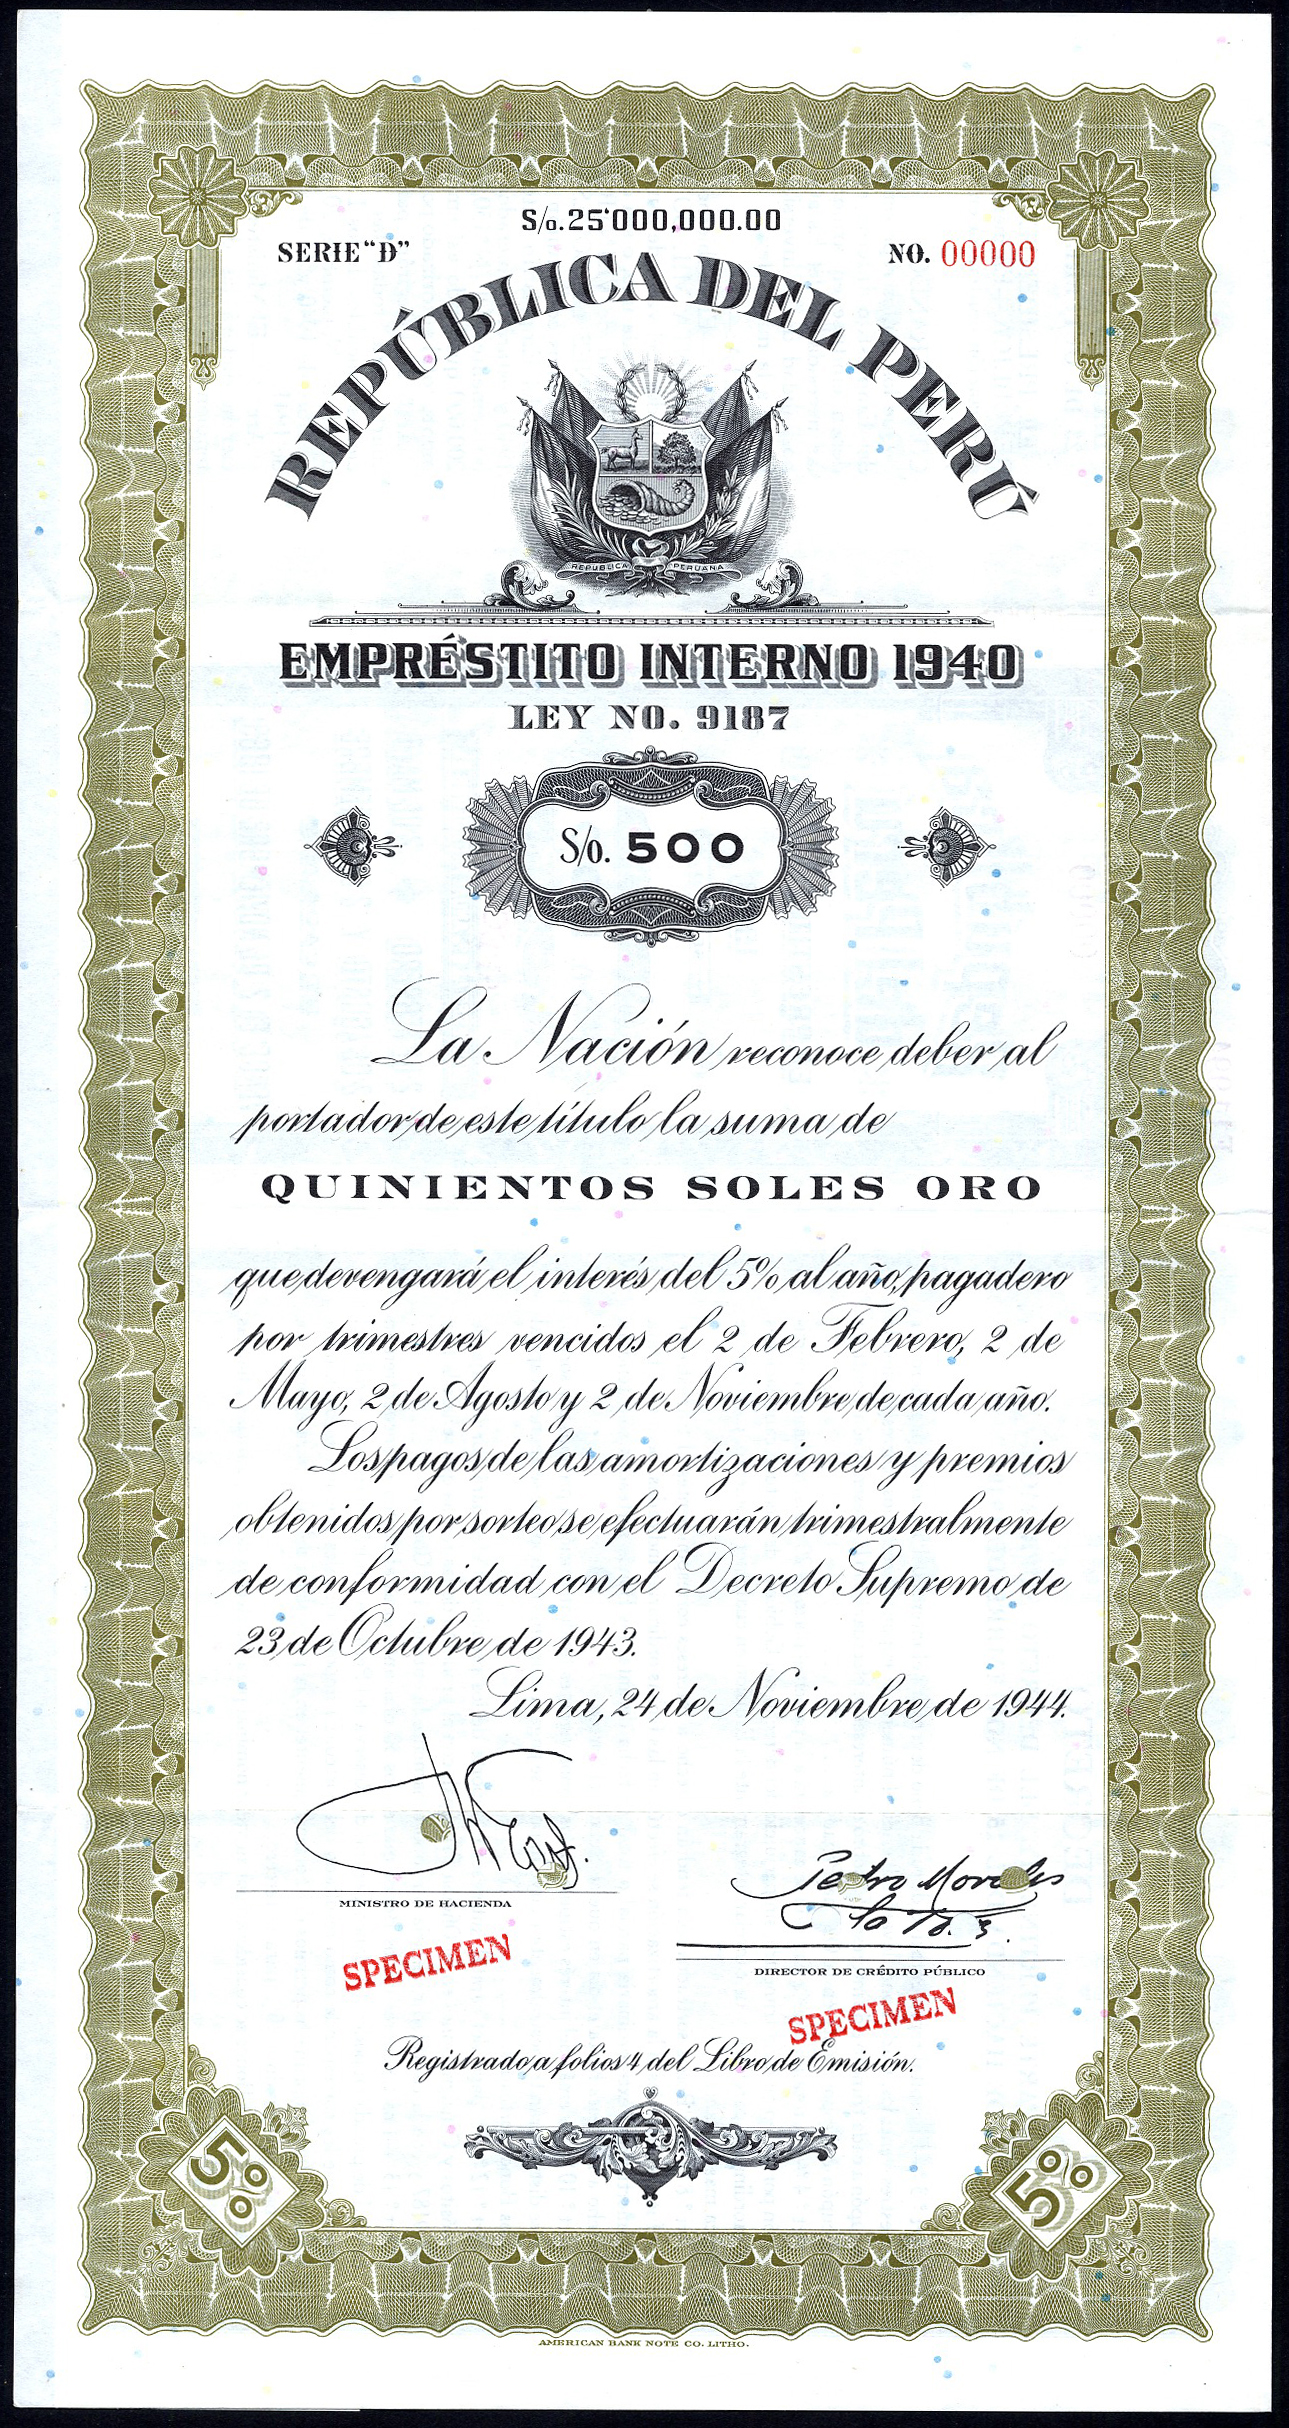 S/o. 25'000,000.00
SERIE "D"
NO. 00000
REPÚBLICA DEL PERÚ
REPUBLICA PERUANA
EMPRÉSTITO INTERNO 1940
LEY NO. 9187
S/o. 500
La Nación reconoce deber al
portador de este título la suma de
QUINIENTOS SOLES ORO
que devengará el interés del 5% al año, pagadero
por trimestres vencidos el 2 de Febrero, 2 de
Mayo, 2 de Agosto y 2 de Noviembre de cada año.
Los pagos de las amortizaciones y premios
obtenidos por sorteo se efectuarán trimestralmente
de conformidad con el Decreto Supremo de
23 de Octubre de 1943.
Lima, 24 de Noviembre de 1944.
Pedro Morales
MINISTRO DE HACIENDA
DIRECTOR DE CRÉDITO PÚBLICO
SPECIMEN
SPECIMEN
Registrado a folios 4 del Libro de Emisión.
5%
5%
AMERICAN BANK NOTE CO. LITHO.